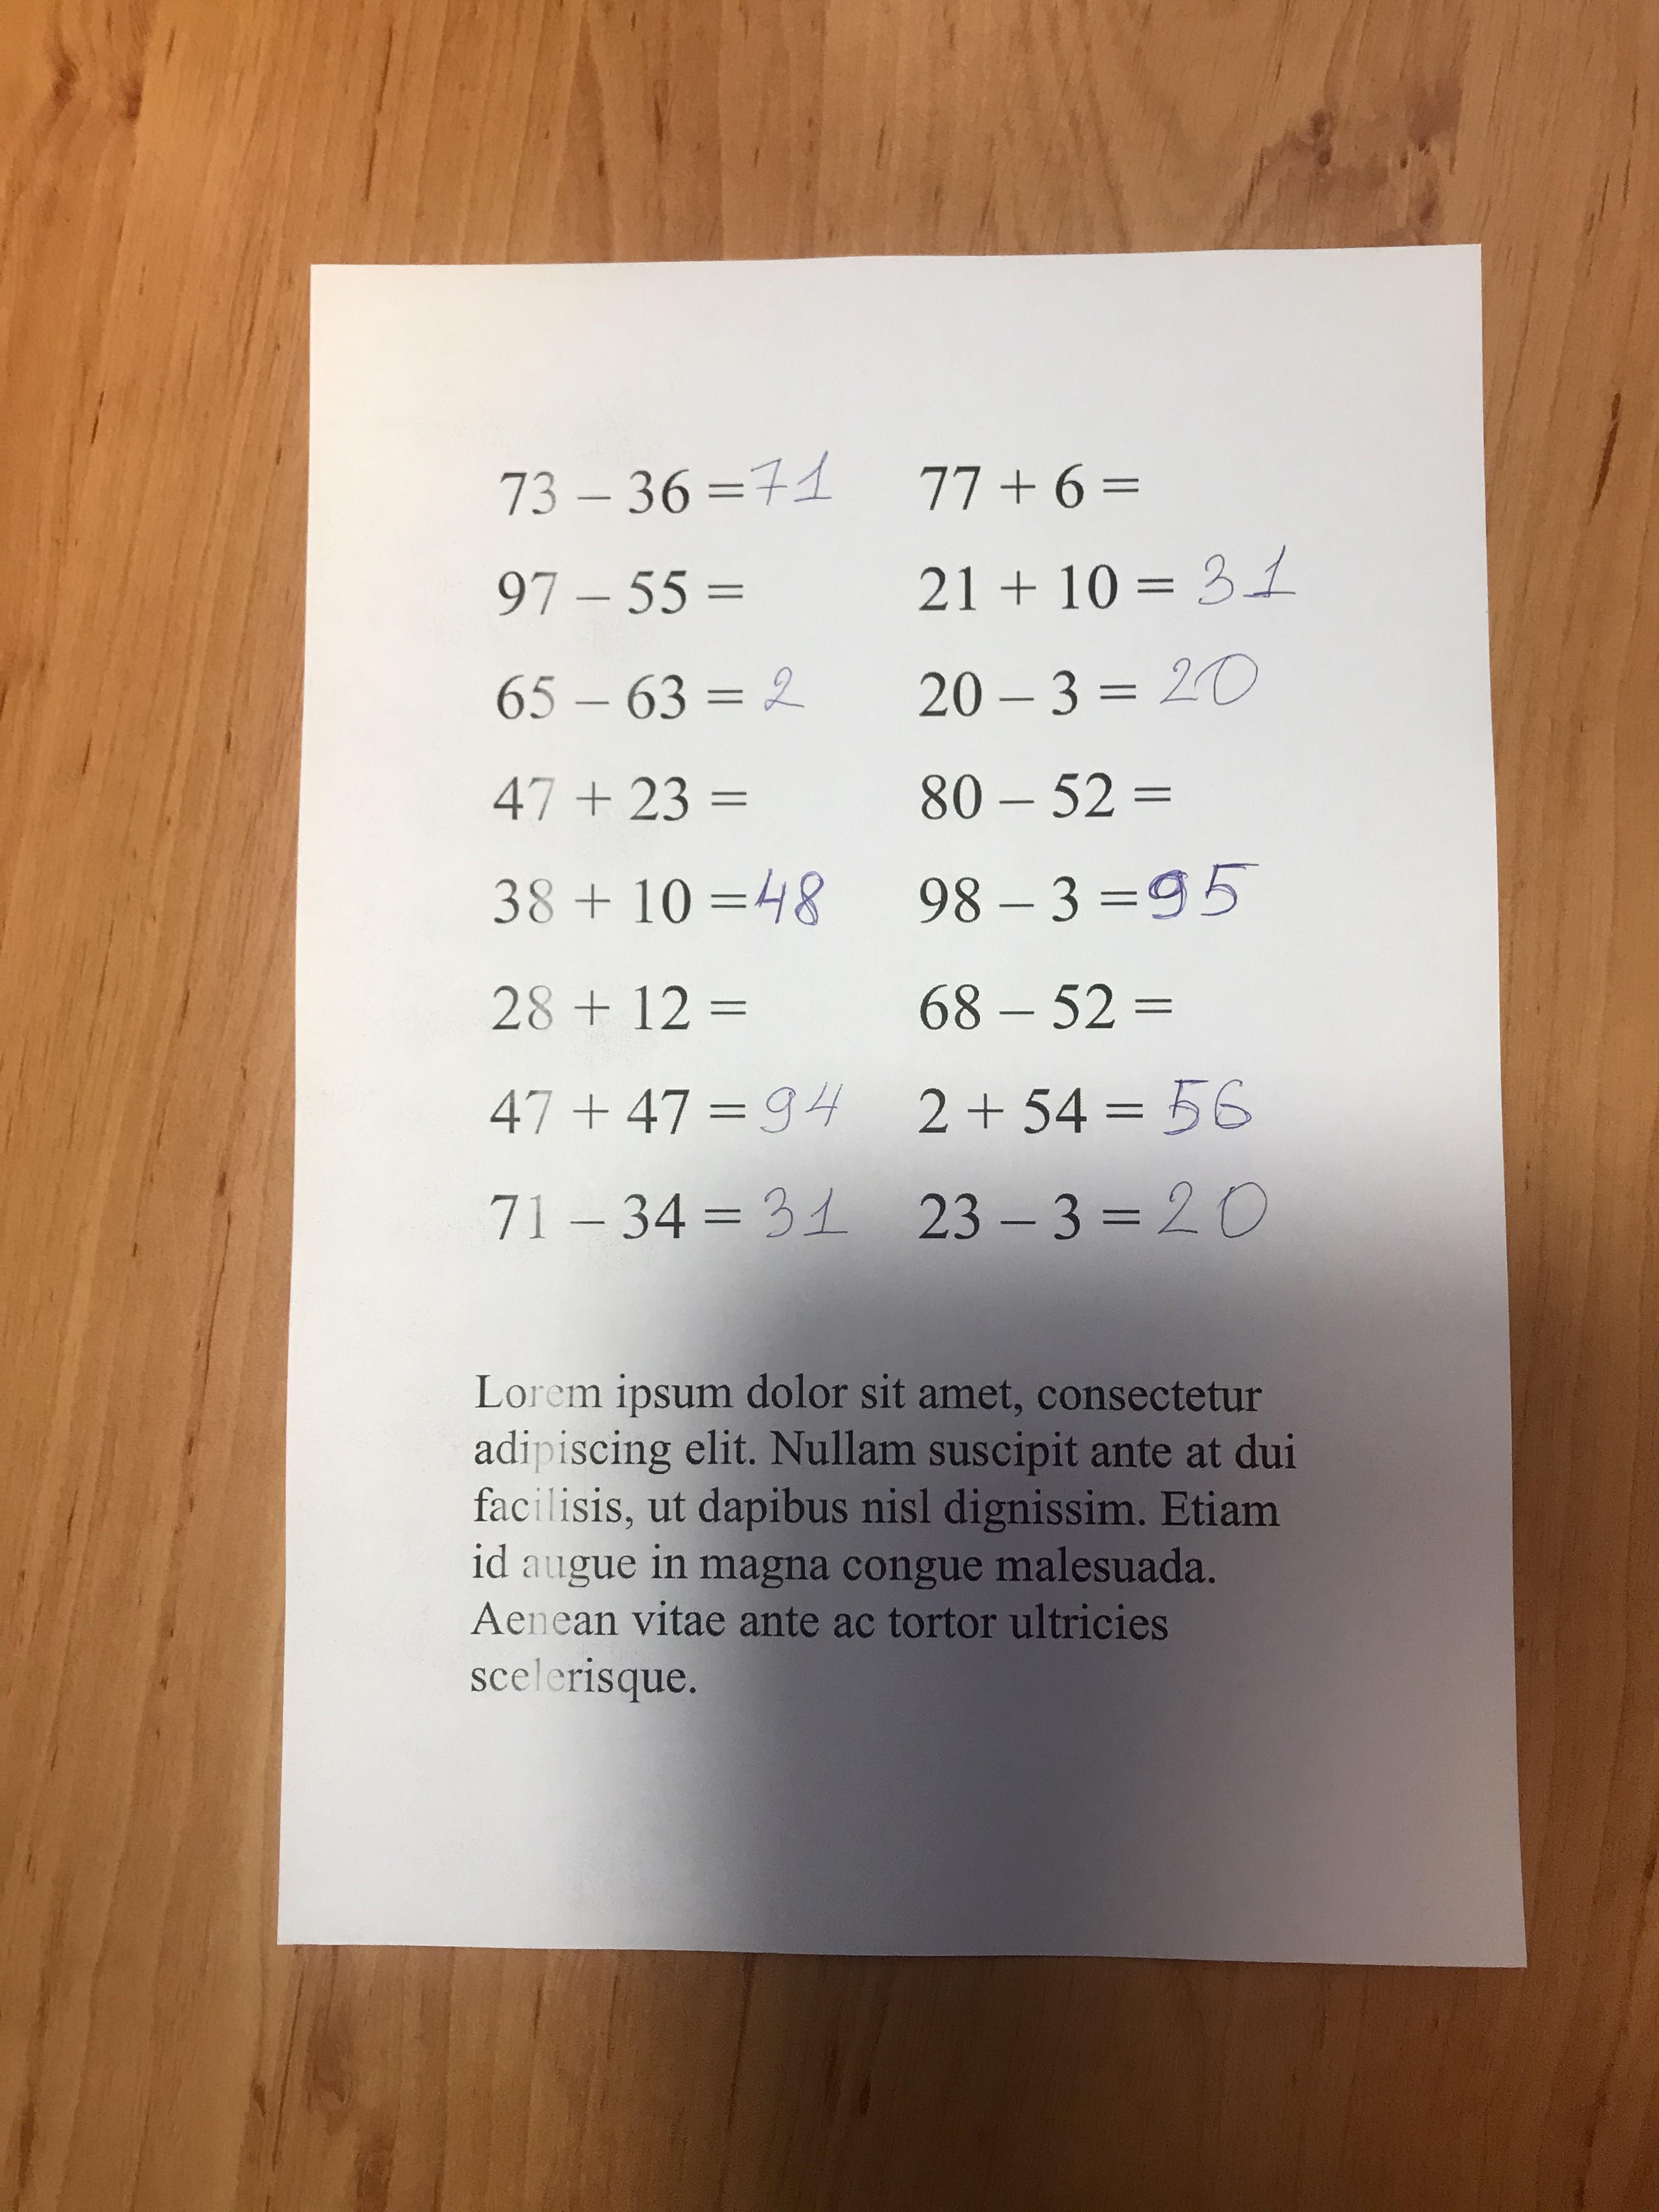 73 – 36 = 71
97 – 55 =
65 – 63 = 2
47 + 23 =
38 + 10 = 48
28 + 12 =
47 + 47 = 94
71 – 34 = 31
77 + 6 =
21 + 10 = 31
20 – 3 = 20
80 – 52 =
98 – 3 = 95
68 – 52 =
2 + 54 = 56
23 – 3 = 20
Lorem ipsum dolor sit amet, consectetur
adipiscing elit. Nullam suscipit ante at dui
facilisis, ut dapibus nisl dignissim. Etiam
id augue in magna congue malesuada.
Aenean vitae ante ac tortor ultricies
scelerisque.